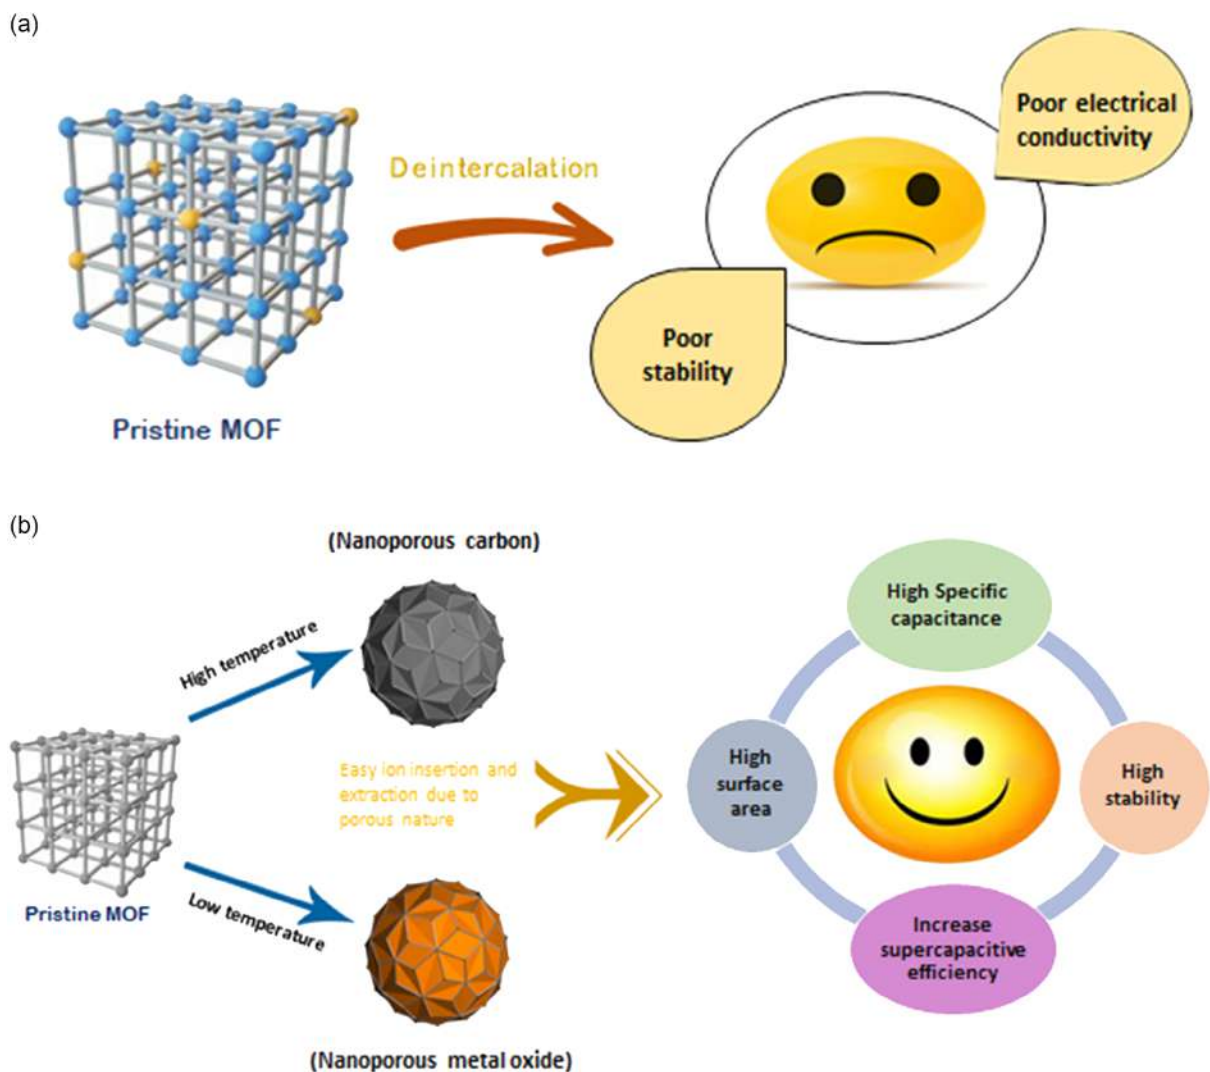 (a)
Deintercalation
Poor electrical
conductivity
Poor
stability
Pristine MOF
(b)
(Nanoporous carbon)
High temperature
High Specific
capacitance
Easy ion insertion and
extraction due to
porous nature
High
surface
area
High
stability
Pristine MOF
Low temperature
Increase
supercapacitive
efficiency
(Nanoporous metal oxide)